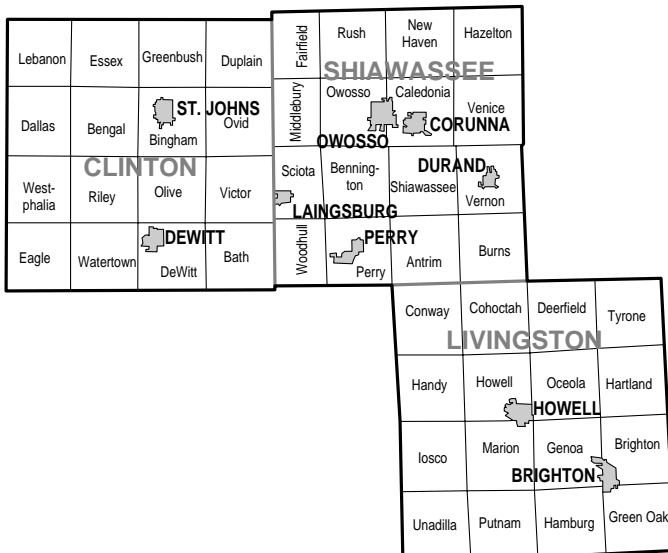 Lebanon
Essex
Greenbush
Duplain
Fairfield
Rush
New
Haven
Hazelton
SHIAWASSEE
Dallas
Bengal
ST. JOHNS
Bingham
Ovid
Middlebury
Owosso
Caledonia
Venice
OWOSSO
CORUNNA
CLINTON
West-
phalia
Riley
Olive
Victor
Sciota
Benning-
ton
Shiawassee
DURAND
Vernon
LAINGSBURG
Eagle
Watertown
DEWITT
DeWitt
Bath
Woodhull
PERRY
Perry
Antrim
Burns
Conway
Cohoctah
Deerfield
Tyrone
LIVINGSTON
Handy
Howell
Oceola
Hartland
HOWELL
Iosco
Marion
Genoa
Brighton
BRIGHTON
Unadilla
Putnam
Hamburg
Green Oak